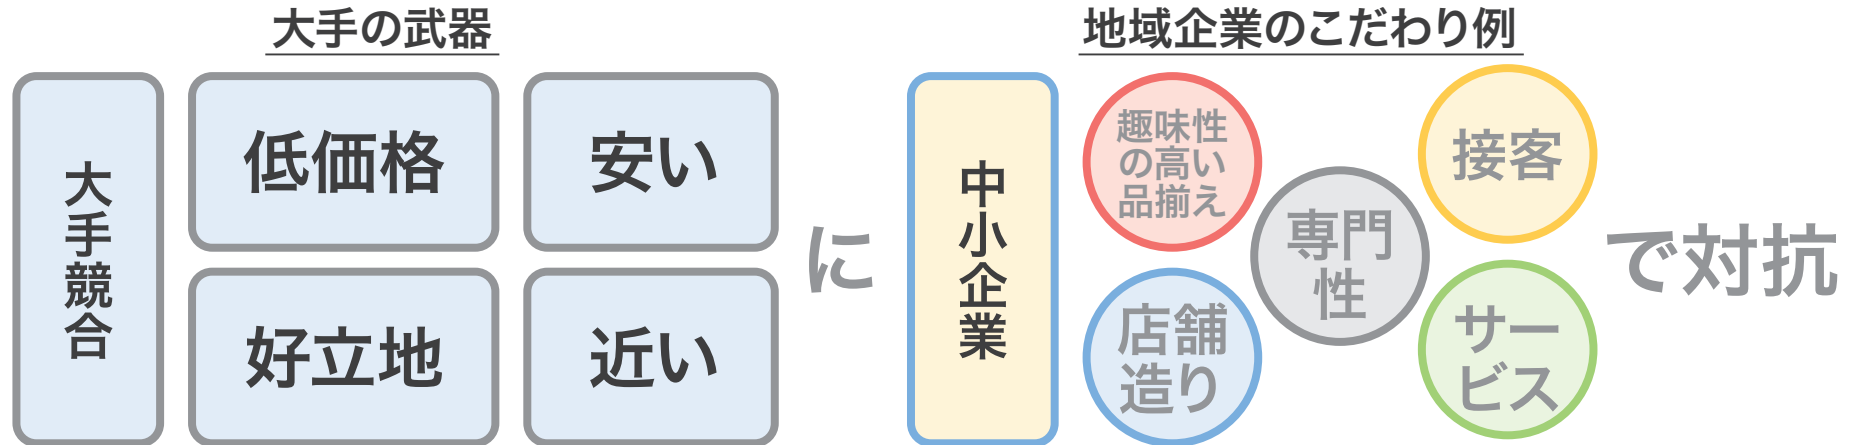 大手の武器
大手競合
低価格
安い
好立地
近い
に
地域企業のこだわり例
中小企業
趣味性
の高い
品揃え
接客
専門
性
店舗
造り
サー
ビス
で対抗